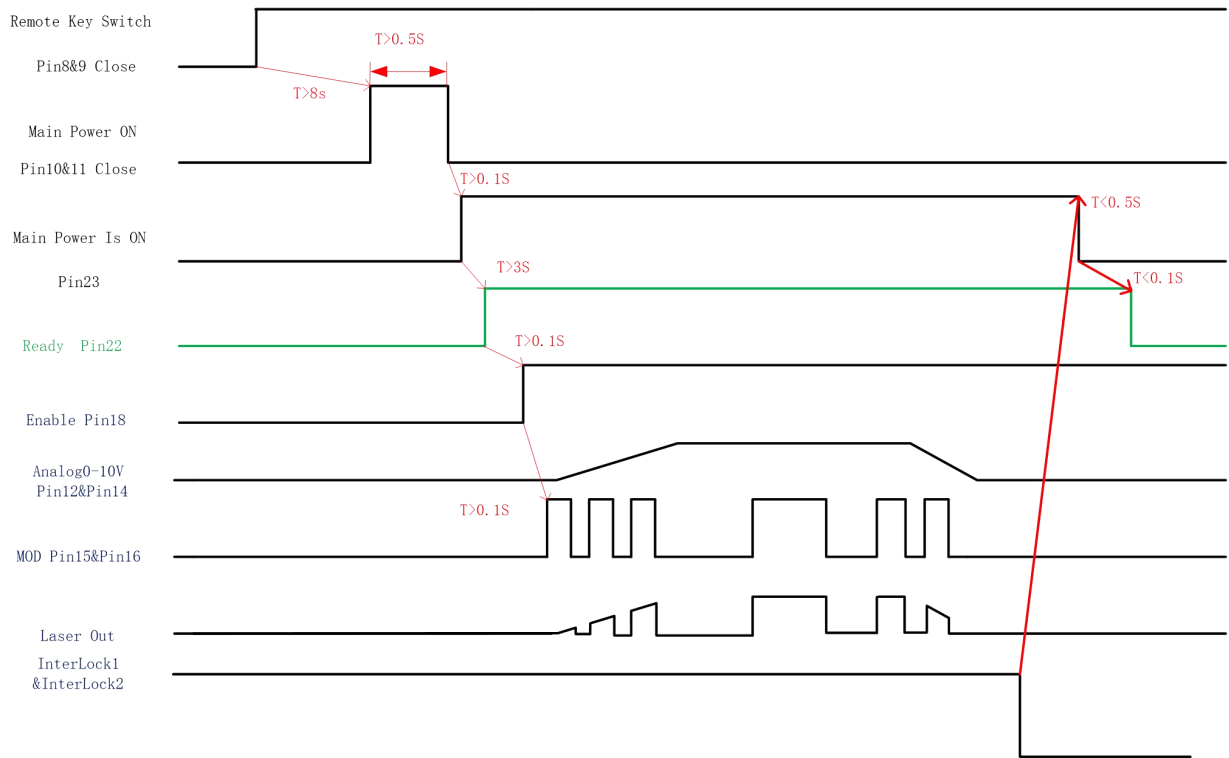 Remote Key Switch
T>0.5S
Pin8&9 Close
T>8s
Main Power ON
Pin10&11 Close
T>0.1S
T<0.5S
Main Power Is ON
T>3S
Pin23
T<0.1S
Ready Pin22
T>0.1S
Enable Pin18
Analog0-10V
Pin12&Pin14
T>0.1S
MOD Pin15&Pin16
Laser Out
InterLock1
&InterLock2